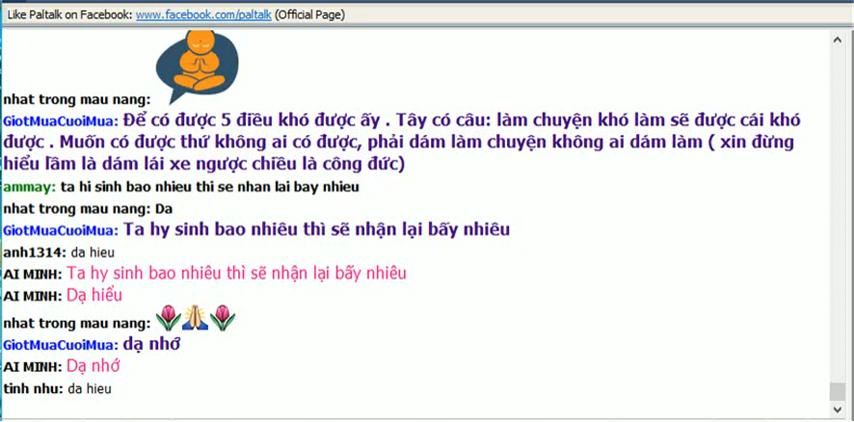 Like Paltalk on Facebook: www.facebook.com/paltalk (Official Page)
nhat trong mau nang:
GiotMuaCuoiMua: Để có được 5 điều khó được ấy . Tây có câu: làm chuyện khó làm sẽ được cái khó
được . Muốn có được thứ không ai có được, phải dám làm chuyện không ai dám làm ( xin đừng
hiểu lầm là dám lái xe ngược chiều là công đức)
ammay: ta hi sinh bao nhieu thi se nhan lai bay nhieu
nhat trong mau nang: Da
GiotMuaCuoiMua: Ta hy sinh bao nhiêu thì sẽ nhận lại bấy nhiêu
anh1314: da hieu
AI MINH: Ta hy sinh bao nhiêu thì sẽ nhận lại bấy nhiêu
AI MINH: Dạ hiểu
nhat trong mau nang:
GiotMuaCuoiMua: dạ nhớ
AI MINH: Dạ nhớ
tinh nhu: da hieu